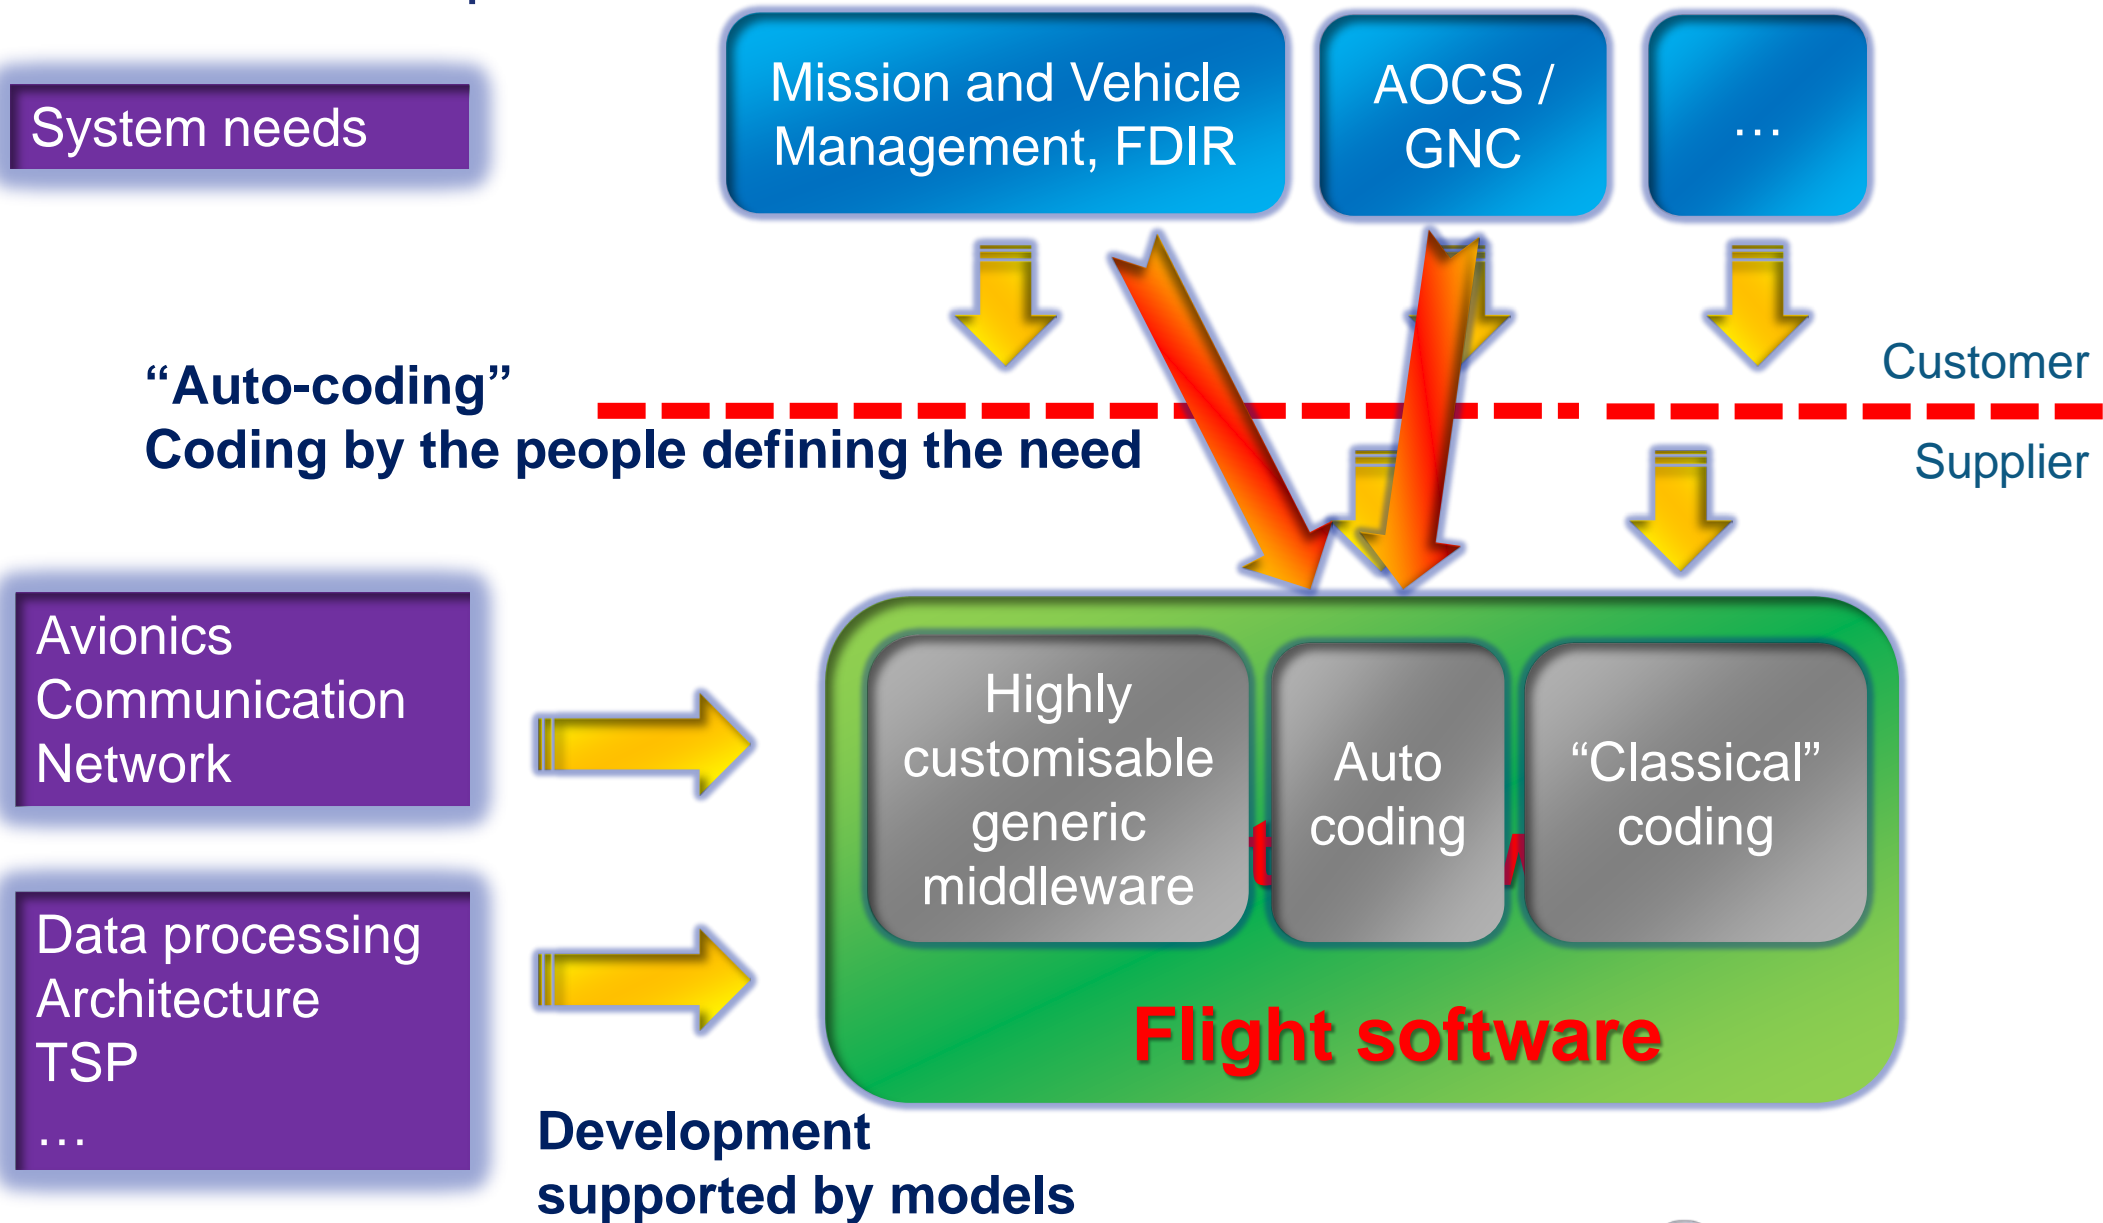 System needs
Mission and Vehicle
Management, FDIR
AOCS /
GNC
…
“Auto-coding”
Coding by the people defining the need
Customer
Supplier
Avionics
Communication
Network
Data processing
Architecture
TSP
…
Highly
customisable
generic
middleware
Auto
coding
“Classical”
coding
Flight software
Development
supported by models